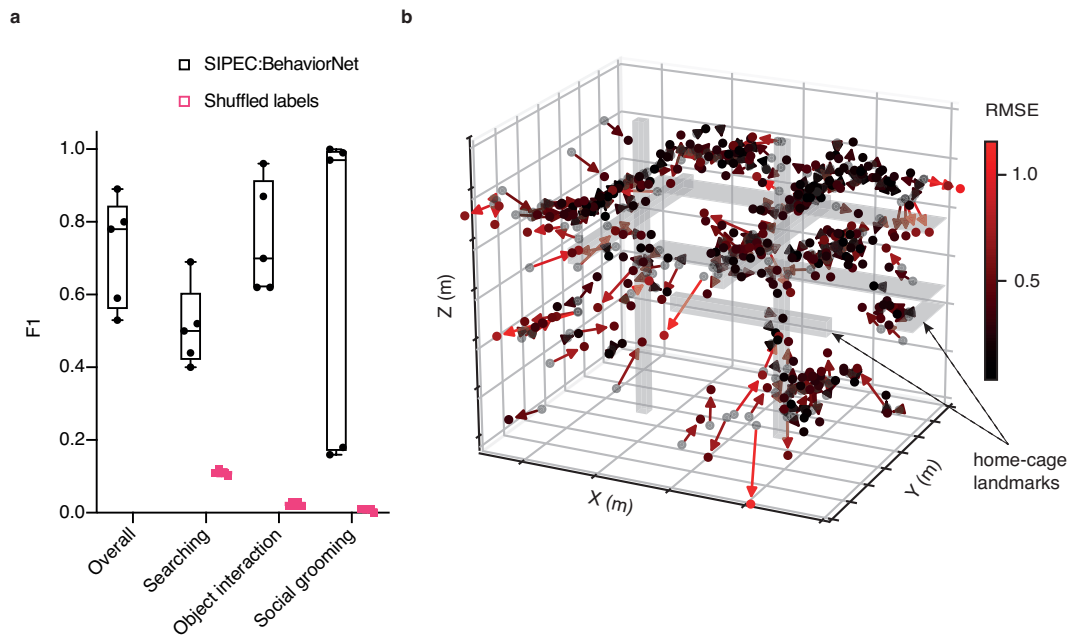 a
SIPEC:BehaviorNet
Shuffled labels
1.0
0.8
0.6
0.4
0.2
0.0
F1
Overall
Searching
Object interaction
Social grooming
b
RMSE
1.0
0.5
Z (m)
X (m)
Y (m)
home-cage
landmarks